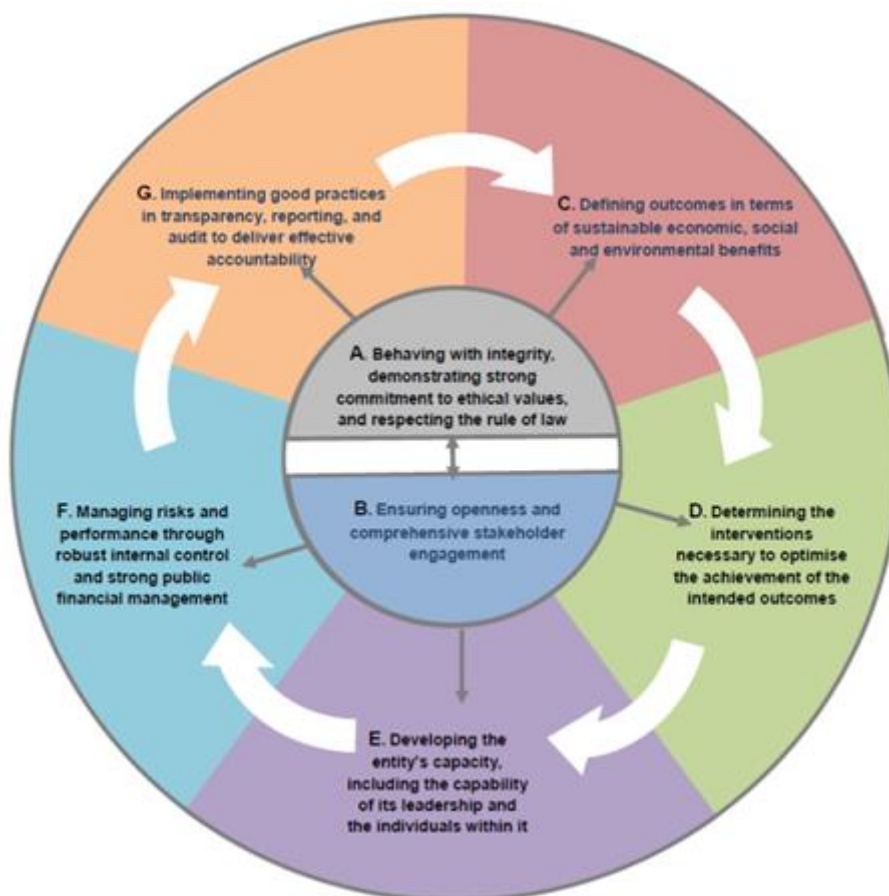 G. Implementing good practices
in transparency, reporting, and
audit to deliver effective
accountability
C. Defining outcomes in terms
of sustainable economic, social
and environmental benefits
A. Behaving with integrity,
demonstrating strong
commitment to ethical values,
and respecting the rule of law
B. Ensuring openness and
comprehensive stakeholder
engagement
F. Managing risks and
performance through
robust internal control
and strong public
financial management
D. Determining the
interventions
necessary to optimise
the achievement of the
intended outcomes
E. Developing the
entity's capacity,
including the capability
of its leadership and
the individuals within it